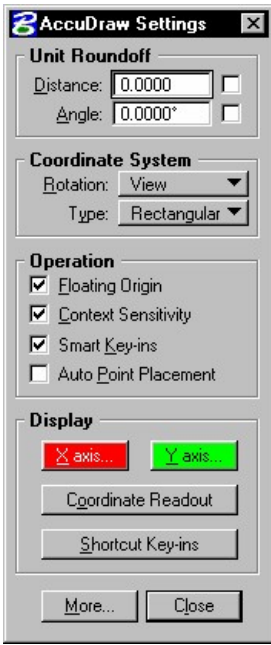 AccuDraw Settings
Unit Roundoff
Distance: 0.0000
Angle: 0.0000°
Coordinate System
Rotation: View
Type: Rectangular
Operation
Floating Origin
Context Sensitivity
Smart Key-ins
Auto Point Placement
Display
X axis... Y axis...
Coordinate Readout
Shortcut Key-ins
More... Close